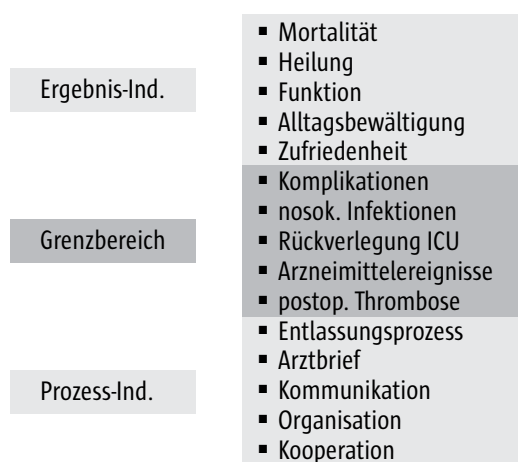 Ergebnis-Ind.
▪ Mortalität
▪ Heilung
▪ Funktion
▪ Alltagsbewältigung
▪ Zufriedenheit
Grenzbereich
▪ Komplikationen
▪ nosok. Infektionen
▪ Rückverlegung ICU
▪ Arzneimittelereignisse
▪ postop. Thrombose
Prozess-Ind.
▪ Entlassungsprozess
▪ Arztbrief
▪ Kommunikation
▪ Organisation
▪ Kooperation